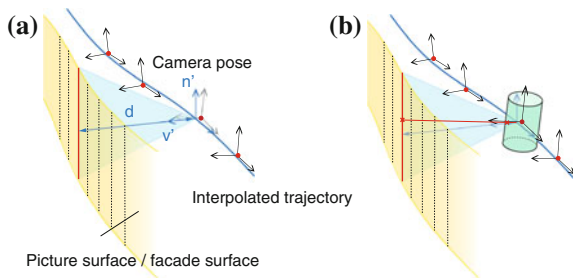 (a)
Camera pose
n'
d
v'
Interpolated trajectory
Picture surface / facade surface
(b)